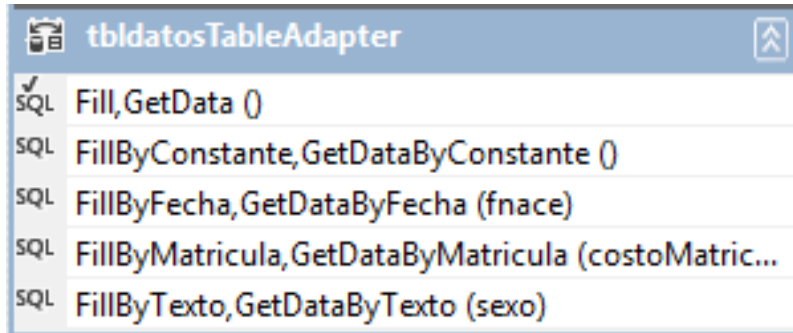 tbldatosTableAdapter
SQL Fill,GetData ()
SQL FillByConstante,GetDataByConstante ()
SQL FillByFecha,GetDataByFecha (fnace)
SQL FillByMatricula,GetDataByMatricula (costoMatric...
SQL FillByTexto,GetDataByTexto (sexo)